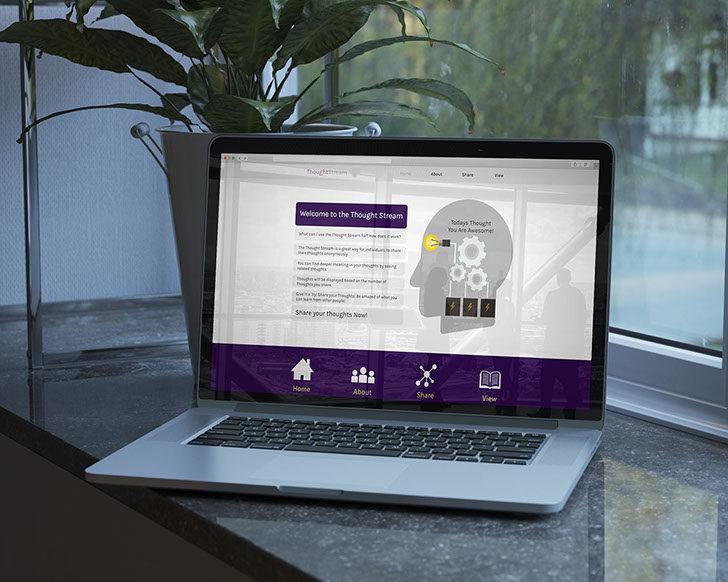 ThoughtStream
Home About Share View
Welcome to the Thought Stream
Todays Thought
You Are Awesome!
What can I use the Thought Stream for? How does it work?
The Thought Stream is a great way for individuals to share
their thoughts anonymously
You can find deeper meaning in your thoughts by seeing
related thoughts
Thoughts will be displayed based on the number of
Thoughts you share.
Give it a Try! Share your Thoughts! Be amazed of what you
can learn from other people!
Share your thoughts Now!
Home About Share View